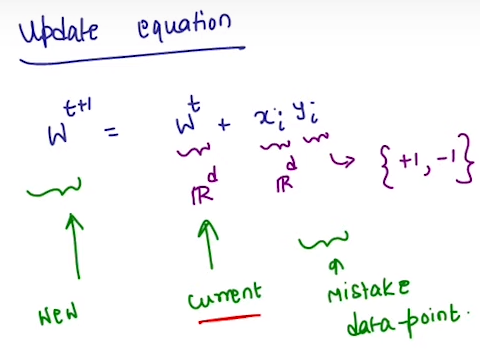 Update equation
W^{t+1} = W^t + x_i y_i
ℝ^d ℝ^d → {+1, -1}
New current Mistake
data-point.